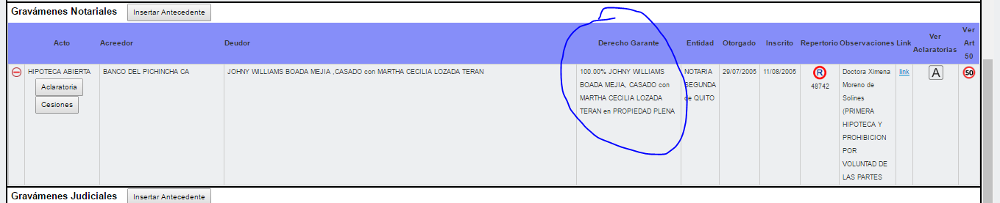 Gravámenes Notariales Insertar Antecedente
Acto Acreedor Deudor Derecho Garante Entidad Otorgado Inscrito Repertorio Observaciones Link Ver Aclaratorias Ver Art 50
HIPOTECA ABIERTA
Aclaratoria
Cesiones
BANCO DEL PICHINCHA CA
JOHNY WILLIAMS BOADA MEJIA ,CASADO con MARTHA CECILIA LOZADA TERAN
100.00% JOHNY WILLIAMS
BOADA MEJIA, CASADO con
MARTHA CECILIA LOZADA
TERAN en PROPIEDAD PLENA
NOTARIA
SEGUNDA
de QUITO
29/07/2005
11/08/2005
R
48742
Doctora Ximena
Moreno de
Solines
(PRIMERA
HIPOTECA Y
PROHIBICION
POR
VOLUNTAD DE
LAS PARTES
link
A
50
Gravámenes Judiciales Insertar Antecedente